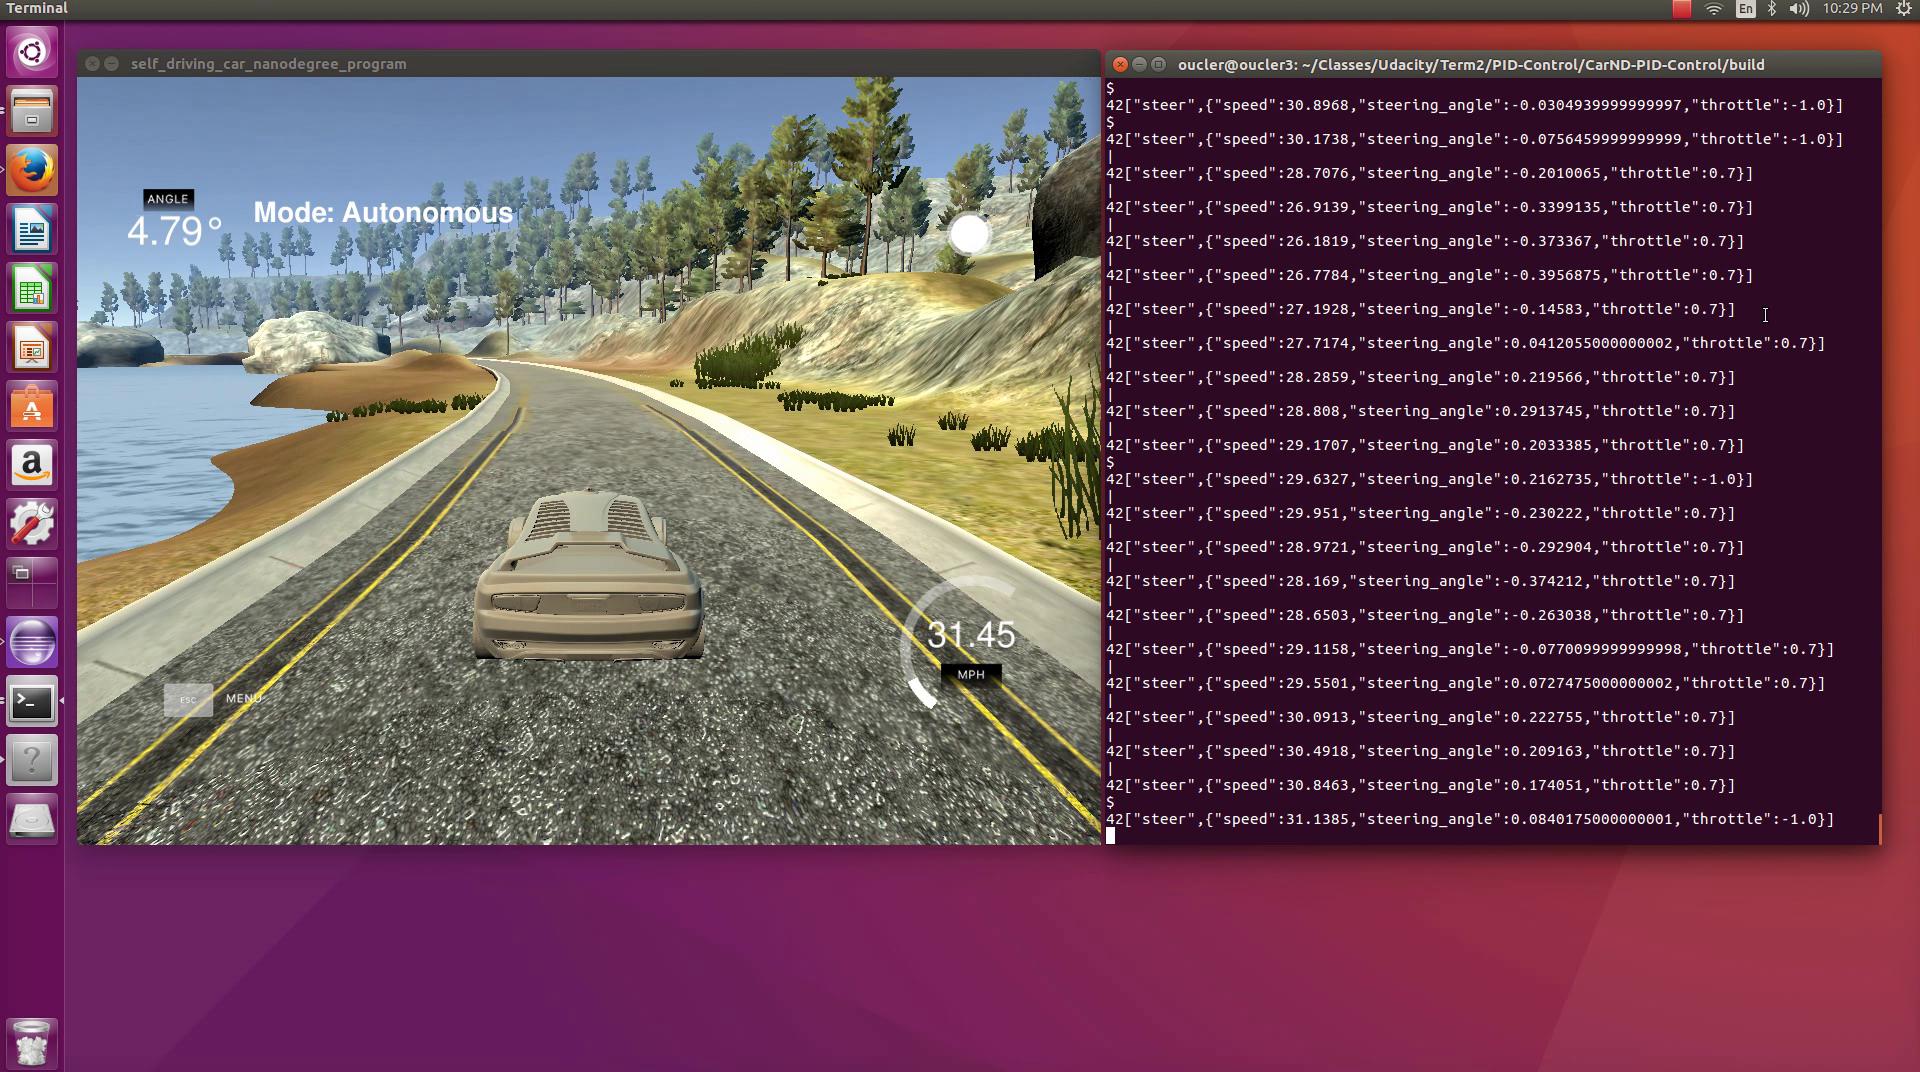 Terminal
En
10:29 PM
self_driving_car_nanodegree_program
ANGLE
4.79°
Mode: Autonomous
31.45
MPH
ESC
MENU
a
oucler@oucler3: ~/Classes/Udacity/Term2/PID-Control/CarND-PID-Control/build
$
42["steer",{"speed":30.8968,"steering_angle":-0.0304939999999997,"throttle":-1.0}]
$
42["steer",{"speed":30.1738,"steering_angle":-0.0756459999999999,"throttle":-1.0}]
|
42["steer",{"speed":28.7076,"steering_angle":-0.2010065,"throttle":0.7}]
|
42["steer",{"speed":26.9139,"steering_angle":-0.3399135,"throttle":0.7}]
|
42["steer",{"speed":26.1819,"steering_angle":-0.373367,"throttle":0.7}]
|
42["steer",{"speed":26.7784,"steering_angle":-0.3956875,"throttle":0.7}]
|
42["steer",{"speed":27.1928,"steering_angle":-0.14583,"throttle":0.7}]
|
42["steer",{"speed":27.7174,"steering_angle":0.0412055000000002,"throttle":0.7}]
|
42["steer",{"speed":28.2859,"steering_angle":0.219566,"throttle":0.7}]
|
42["steer",{"speed":28.808,"steering_angle":0.2913745,"throttle":0.7}]
|
42["steer",{"speed":29.1707,"steering_angle":0.2033385,"throttle":0.7}]
$
42["steer",{"speed":29.6327,"steering_angle":0.2162735,"throttle":-1.0}]
|
42["steer",{"speed":29.951,"steering_angle":-0.230222,"throttle":0.7}]
|
42["steer",{"speed":28.9721,"steering_angle":-0.292904,"throttle":0.7}]
|
42["steer",{"speed":28.169,"steering_angle":-0.374212,"throttle":0.7}]
|
42["steer",{"speed":28.6503,"steering_angle":-0.263038,"throttle":0.7}]
|
42["steer",{"speed":29.1158,"steering_angle":-0.0770099999999998,"throttle":0.7}]
|
42["steer",{"speed":29.5501,"steering_angle":0.0727475000000002,"throttle":0.7}]
|
42["steer",{"speed":30.0913,"steering_angle":0.222755,"throttle":0.7}]
|
42["steer",{"speed":30.4918,"steering_angle":0.209163,"throttle":0.7}]
|
42["steer",{"speed":30.8463,"steering_angle":0.174051,"throttle":0.7}]
$
42["steer",{"speed":31.1385,"steering_angle":0.0840175000000001,"throttle":-1.0}]